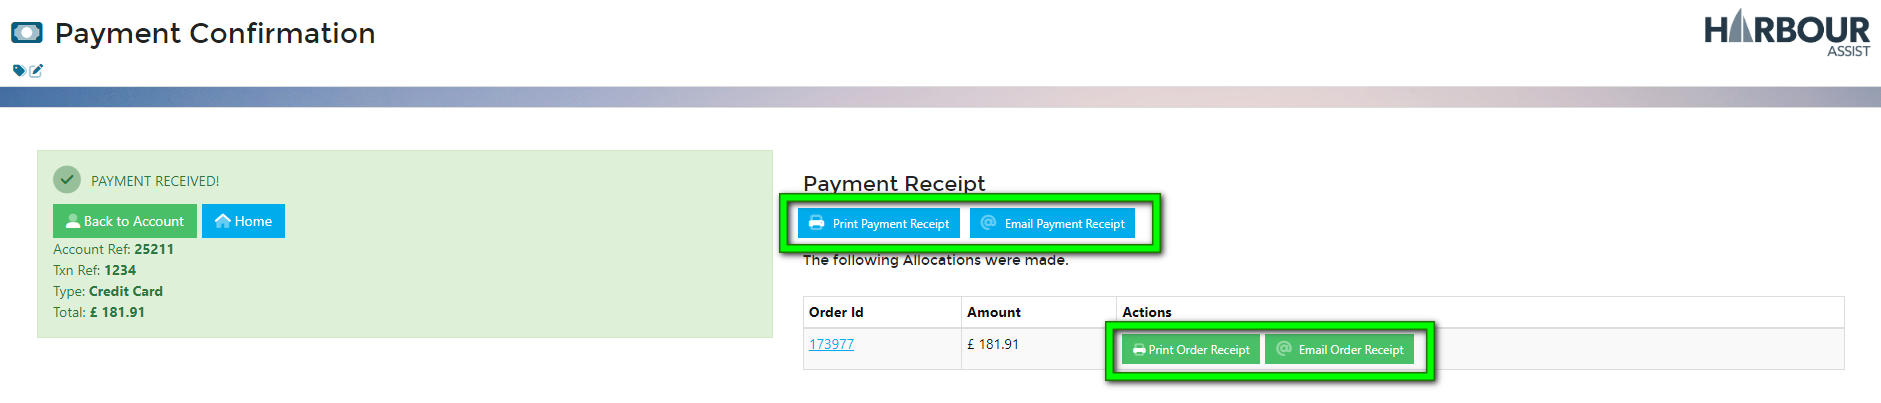 Payment Confirmation
HARBOUR
ASSIST
PAYMENT RECEIVED!
Back to Account Home
Account Ref: 25211
Txn Ref: 1234
Type: Credit Card
Total: £ 181.91
Payment Receipt
Print Payment Receipt Email Payment Receipt
The following Allocations were made.
Order Id Amount Actions
173977 £ 181.91 Print Order Receipt Email Order Receipt